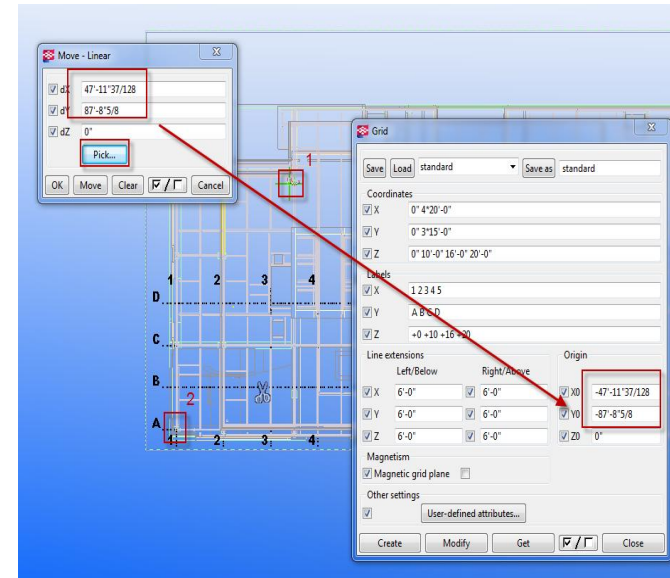 Move - Linear
dX 47'-11"37/128
dY 87'-8"5/8
dZ 0"
Pick...
OK Move Clear Cancel
1
Grid
Save Load standard Save as standard
Coordinates
X 0" 4*20'-0"
Y 0" 3*15'-0"
Z 0" 10'-0" 16'-0" 20'-0"
Labels
X 1 2 3 4 5
Y A B C D
Z +0 +10 +16 +20
Line extensions Origin
Left/Below Right/Above
X 6'-0" 6'-0" X0 -47'-11"37/128
Y 6'-0" 6'-0" Y0 -87'-8"5/8
Z 6'-0" 6'-0" Z0 0"
Magnetism
Magnetic grid plane
Other settings
User-defined attributes...
Create Modify Get Close
1 2 3 4
D
C
B
2
A
1 2 3 4